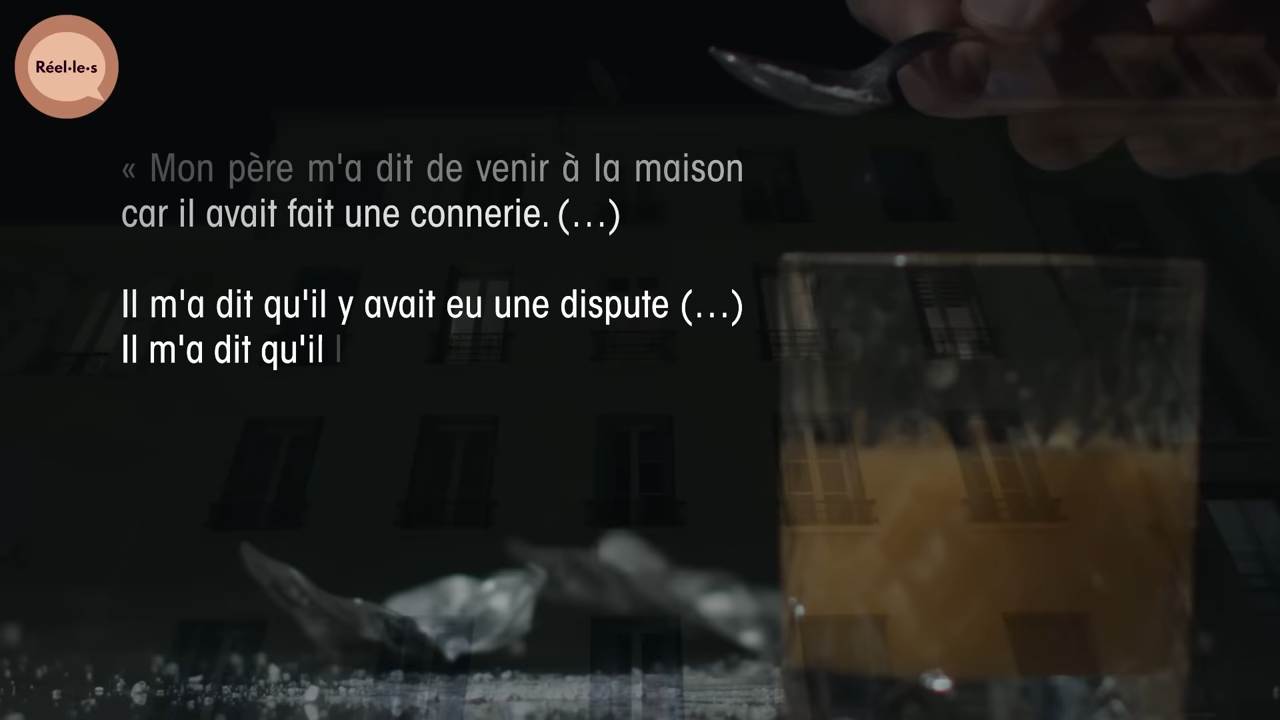 Réel·le·s
« Mon père m'a dit de venir à la maison
car il avait fait une connerie. (…)
Il m'a dit qu'il y avait eu une dispute (…)
Il m'a dit qu'il l